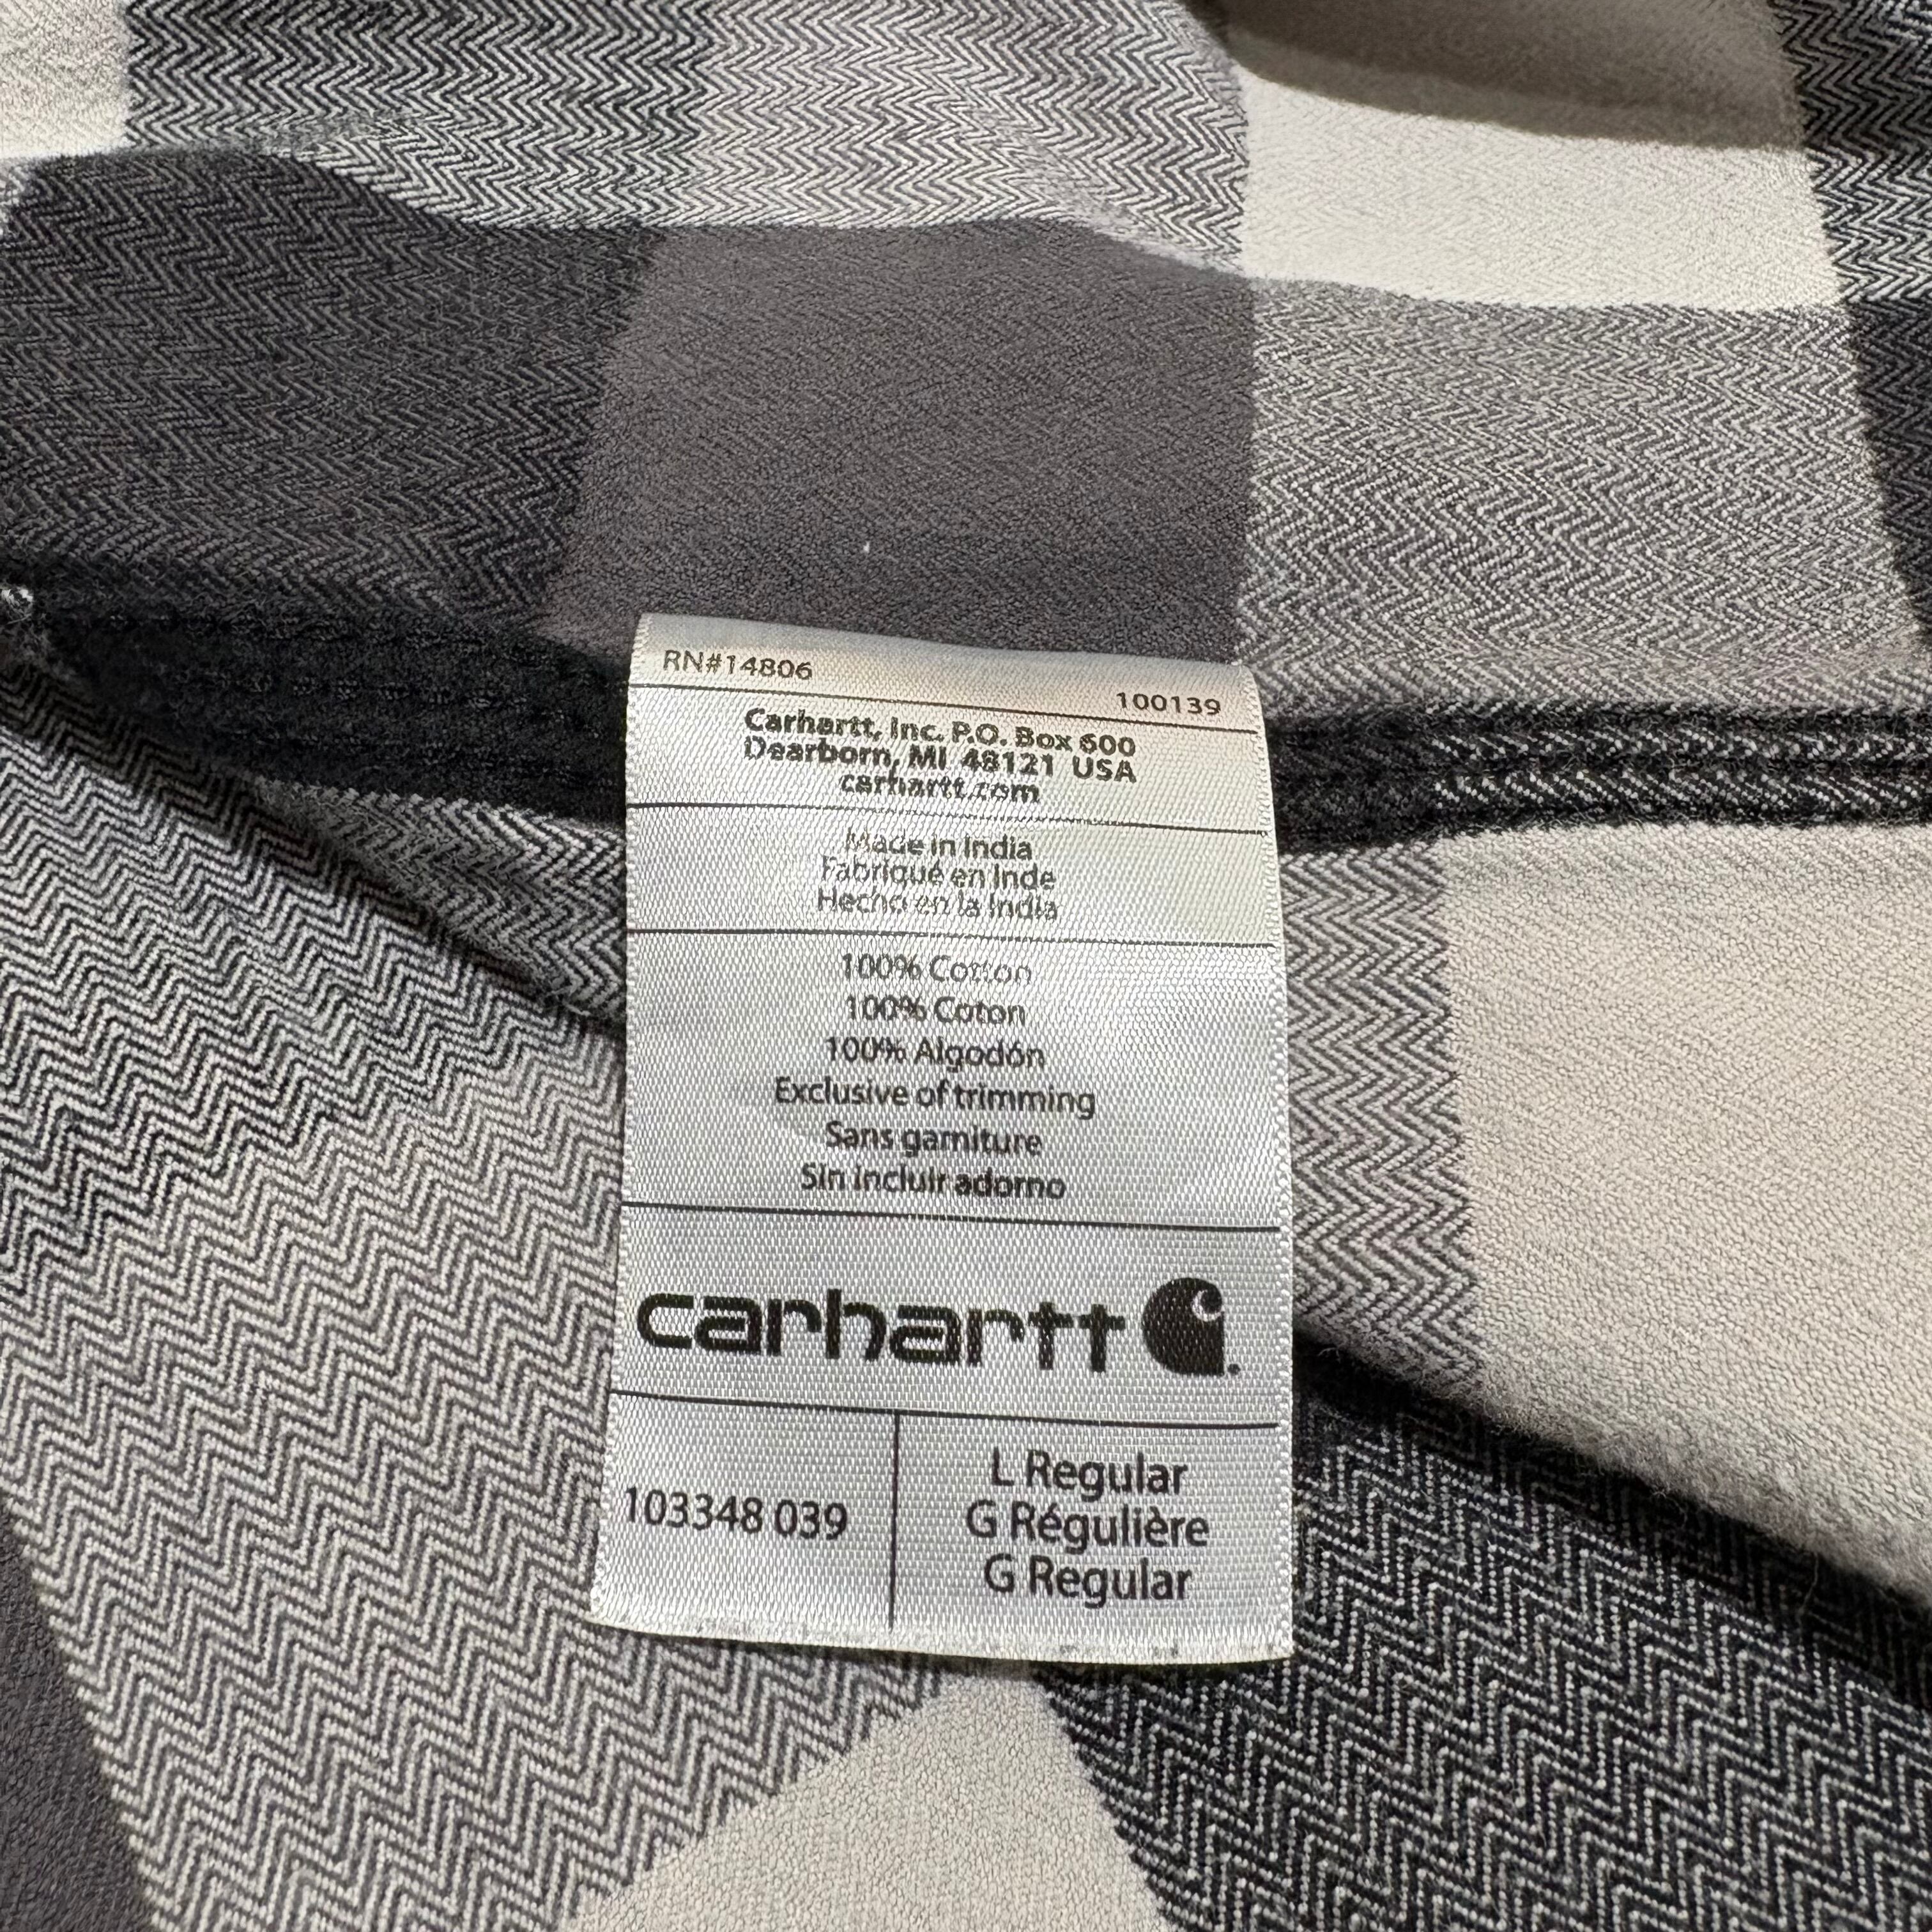 RN#14806
100139
Carhartt, Inc. P.O. Box 600
Dearborn, MI 48121 USA
carhartt.com
Made in India
Fabriqué en Inde
Hecho en la India
100% Cotton
100% Coton
100% Algodón
Exclusive of trimming
Sans garniture
Sin incluir adorno
carhartt
103348 039
L Regular
G Régulière
G Regular